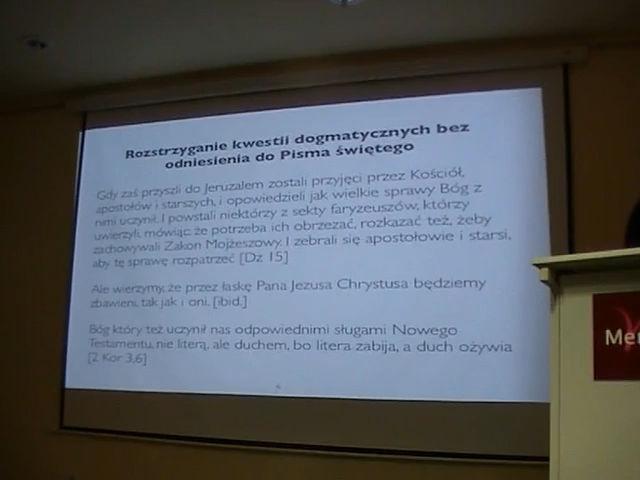 Rozstrzyganie kwestii dogmatycznych bez
odniesienia do Pisma świętego
Gdy zaś przyszli do Jeruzalem zostali przyjęci przez Kościół,
apostołów i starszych, i opowiedzieli jak wielkie sprawy Bóg z
nimi uczynił. I powstali niektórzy z sekty faryzeuszów, którzy
uwierzyli, mówiąc że potrzeba ich obrzezać, rozkazać też, żeby
zachowywali Zakon Mojżeszowy. I zebrali się apostołowie i starsi,
aby tę sprawę rozpatrzeć [Dz 15]
Ale wierzymy, że przez łaskę Pana Jezusa Chrystusa będziemy
zbawieni, tak jak i oni. [ibid.]
Bóg który też uczynił nas odpowiednimi sługami Nowego
Testamentu, nie literą, ale duchem, bo litera zabija, a duch ożywia
[2 Kor 3,6]
Mer